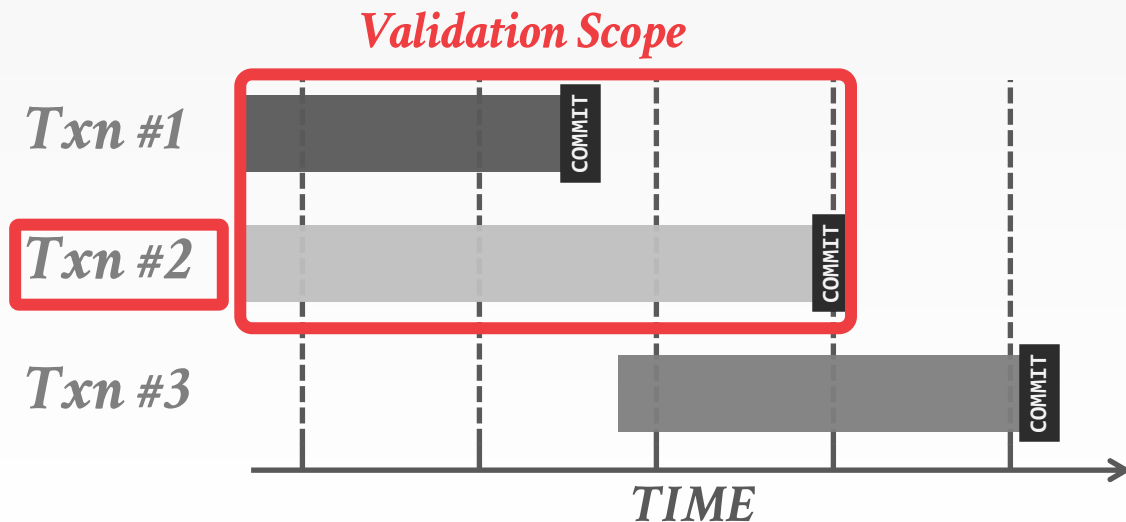 Validation Scope
Txn #1
COMMIT
Txn #2
COMMIT
Txn #3
COMMIT
TIME